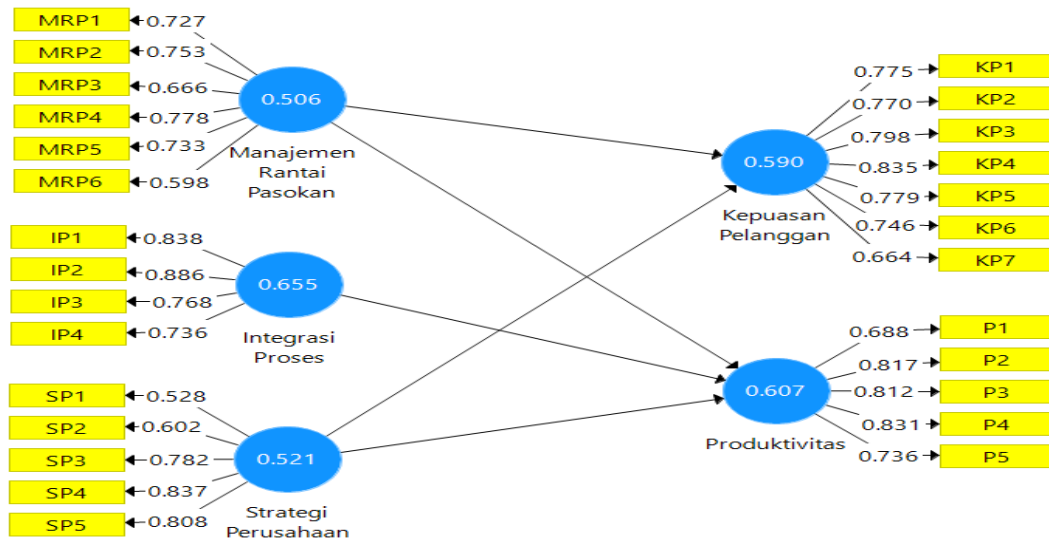 MRP1 0.727
MRP2 0.753
MRP3 0.666
MRP4 0.778
MRP5 0.733
MRP6 0.598
0.506
Manajemen
Rantai
Pasokan
IP1 0.838
IP2 0.886
IP3 0.768
IP4 0.736
0.655
Integrasi
Proses
SP1 0.528
SP2 0.602
SP3 0.782
SP4 0.837
SP5 0.808
0.521
Strategi
Perusahaan
0.775 KP1
0.770 KP2
0.798 KP3
0.835 KP4
0.779 KP5
0.746 KP6
0.664 KP7
0.590
Kepuasan
Pelanggan
0.688 P1
0.817 P2
0.812 P3
0.831 P4
0.736 P5
0.607
Produktivitas